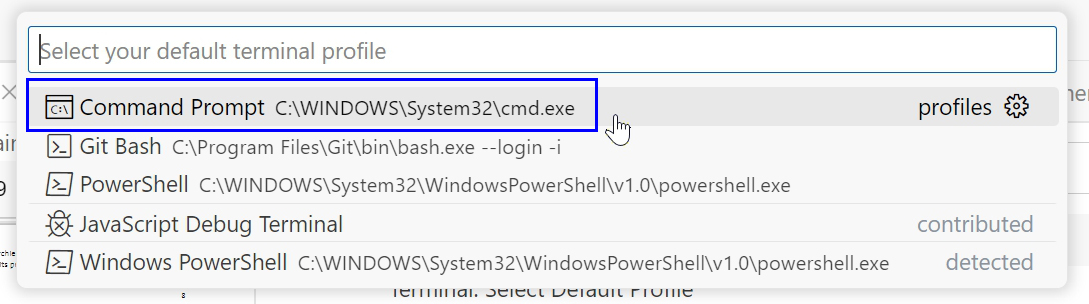 Select your default terminal profile
Command Prompt C:\WINDOWS\System32\cmd.exe profiles
Git Bash C:\Program Files\Git\bin\bash.exe --login -i
PowerShell C:\WINDOWS\System32\WindowsPowerShell\v1.0\powershell.exe
JavaScript Debug Terminal contributed
Windows PowerShell C:\WINDOWS\System32\WindowsPowerShell\v1.0\powershell.exe detected
Terminal: Select Default Profile